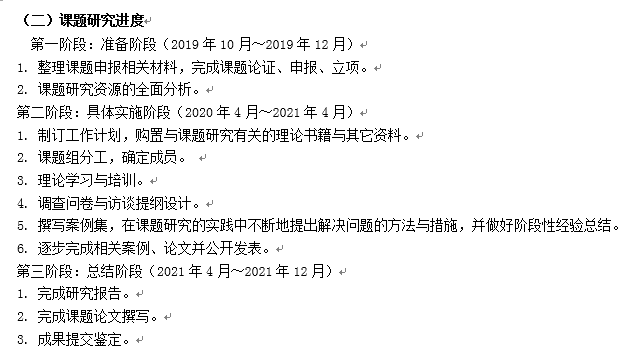 （二）课题研究进度
第一阶段：准备阶段（2019 年 10 月～2019 年 12 月）
1. 整理课题申报相关材料，完成课题论证、申报、立项。
2. 课题研究资源的全面分析。
第二阶段：具体实施阶段（2020 年 4 月～2021 年 4 月）
1. 制订工作计划，购置与课题研究有关的理论书籍与其它资料。
2. 课题组分工，确定成员。
3. 理论学习与培训。
4. 调查问卷与访谈提纲设计。
5. 撰写案例集，在课题研究的实践中不断地提出解决问题的方法与措施，并做好阶段性经验总结。
6. 逐步完成相关案例、论文并公开发表。
第三阶段：总结阶段（2021 年 4 月～2021 年 12 月）
1. 完成研究报告。
2. 完成课题论文撰写。
3. 成果提交鉴定。